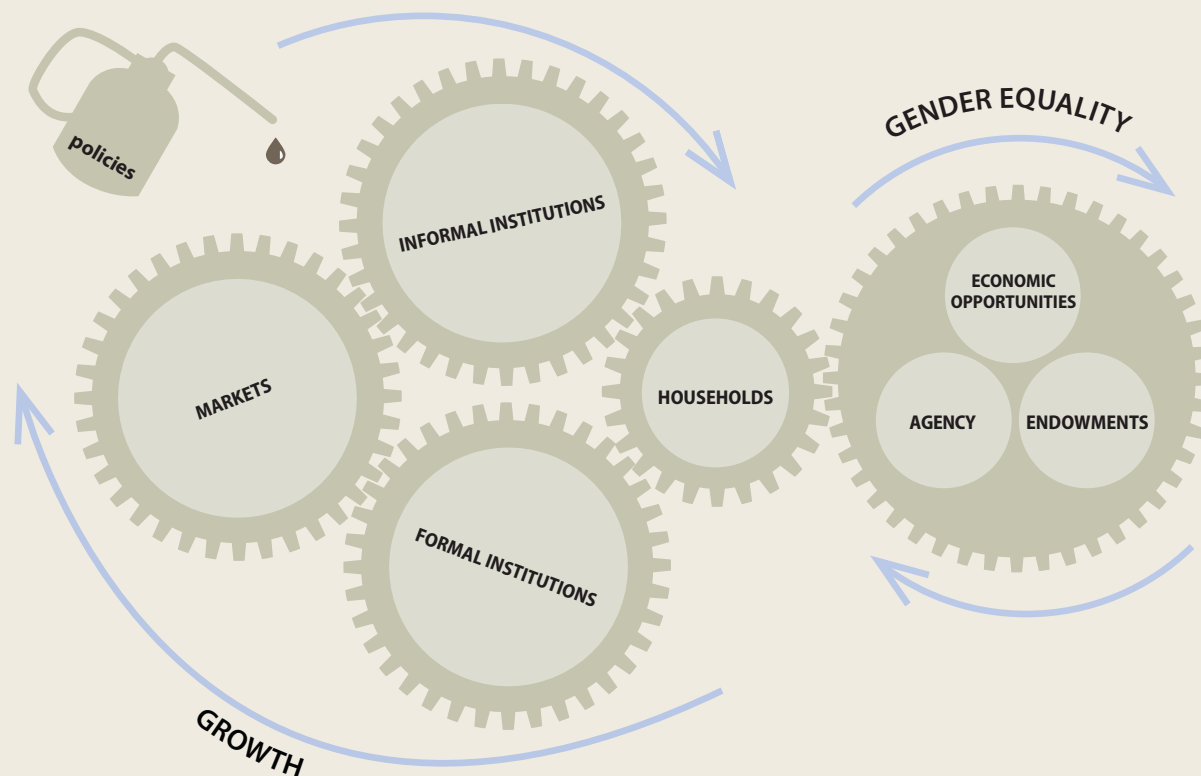 policies
INFORMAL INSTITUTIONS
GENDER EQUALITY
MARKETS
HOUSEHOLDS
ECONOMIC
OPPORTUNITIES
AGENCY
ENDOWMENTS
FORMAL INSTITUTIONS
GROWTH